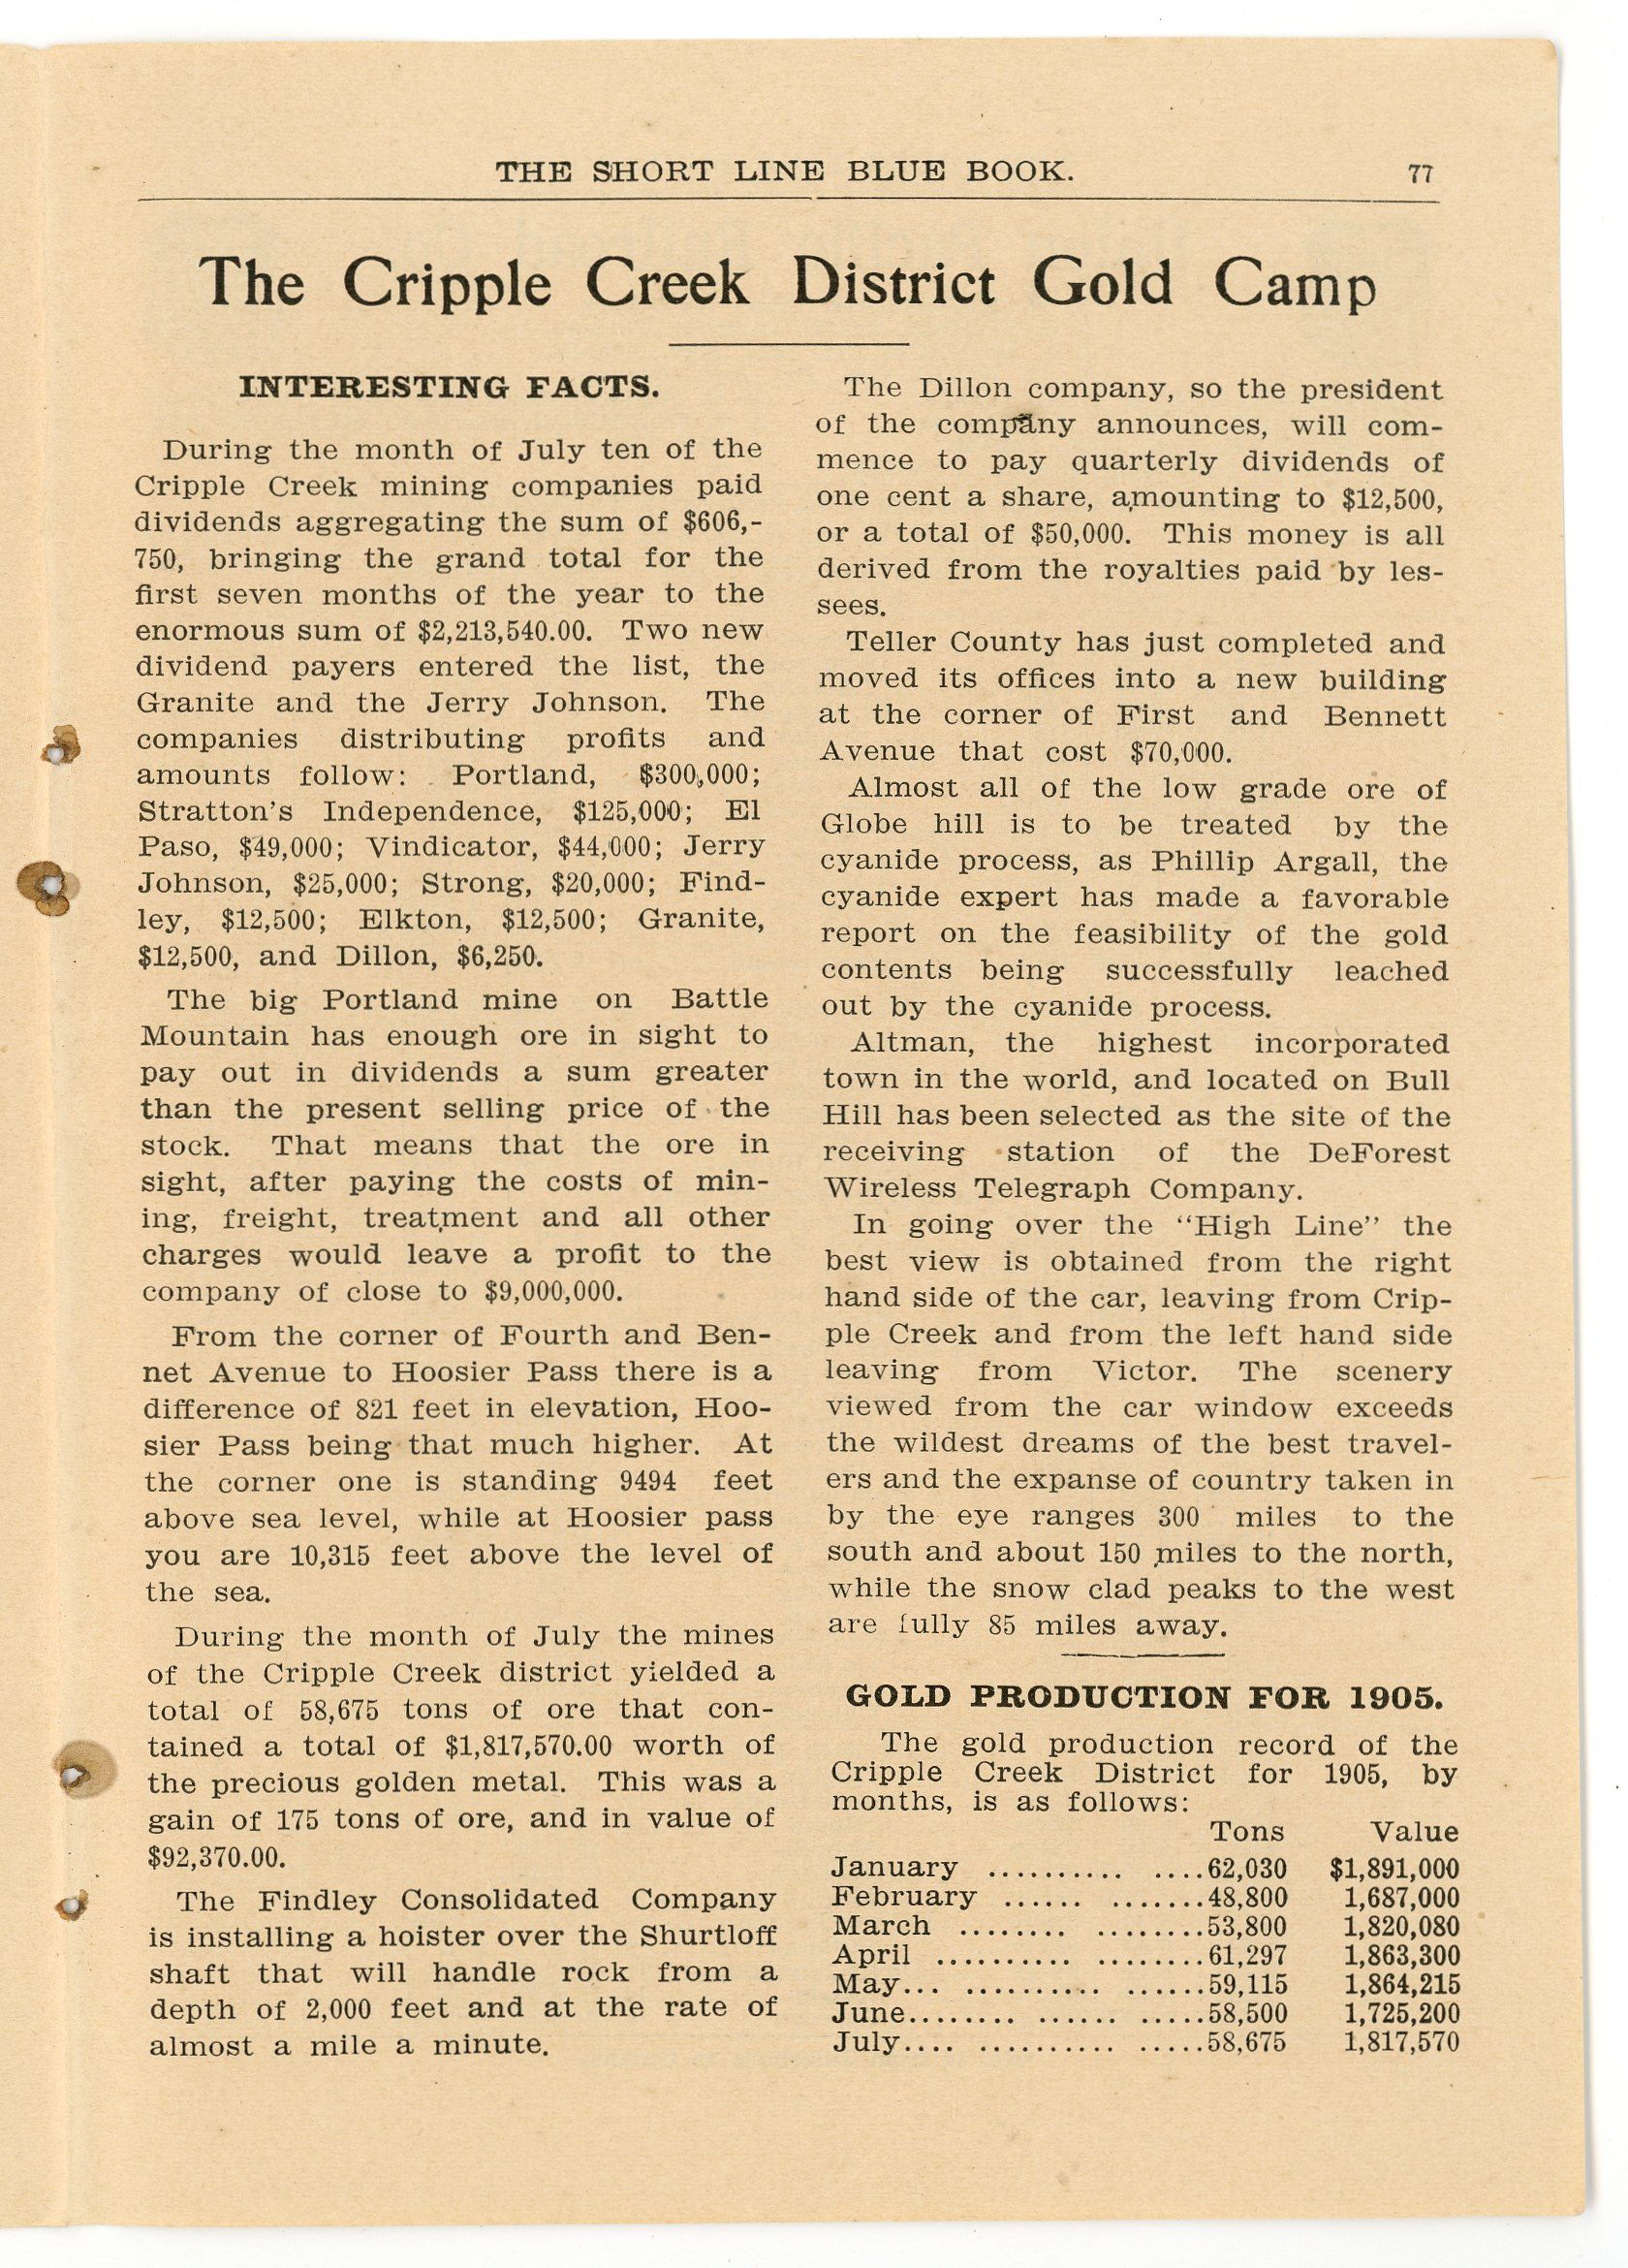 THE SHORT LINE BLUE BOOK. 77
The Cripple Creek District Gold Camp
INTERESTING FACTS.
During the month of July ten of the
Cripple Creek mining companies paid
dividends aggregating the sum of $606,-
750, bringing the grand total for the
first seven months of the year to the
enormous sum of $2,213,540.00. Two new
dividend payers entered the list, the
Granite and the Jerry Johnson. The
companies distributing profits and
amounts follow: Portland, $300,000;
Stratton's Independence, $125,000; El
Paso, $49,000; Vindicator, $44,000; Jerry
Johnson, $25,000; Strong, $20,000; Find-
ley, $12,500; Elkton, $12,500; Granite,
$12,500, and Dillon, $6,250.
The big Portland mine on Battle
Mountain has enough ore in sight to
pay out in dividends a sum greater
than the present selling price of the
stock. That means that the ore in
sight, after paying the costs of min-
ing, freight, treatment and all other
charges would leave a profit to the
company of close to $9,000,000.
From the corner of Fourth and Ben-
net Avenue to Hoosier Pass there is a
difference of 821 feet in elevation, Hoo-
sier Pass being that much higher. At
the corner one is standing 9494 feet
above sea level, while at Hoosier pass
you are 10,315 feet above the level of
the sea.
During the month of July the mines
of the Cripple Creek district yielded a
total of 58,675 tons of ore that con-
tained a total of $1,817,570.00 worth of
the precious golden metal. This was a
gain of 175 tons of ore, and in value of
$92,370.00.
The Findley Consolidated Company
is installing a hoister over the Shurtloff
shaft that will handle rock from a
depth of 2,000 feet and at the rate of
almost a mile a minute.
The Dillon company, so the president
of the company announces, will com-
mence to pay quarterly dividends of
one cent a share, amounting to $12,500,
or a total of $50,000. This money is all
derived from the royalties paid by les-
sees.
Teller County has just completed and
moved its offices into a new building
at the corner of First and Bennett
Avenue that cost $70,000.
Almost all of the low grade ore of
Globe hill is to be treated by the
cyanide process, as Phillip Argall, the
cyanide expert has made a favorable
report on the feasibility of the gold
contents being successfully leached
out by the cyanide process.
Altman, the highest incorporated
town in the world, and located on Bull
Hill has been selected as the site of the
receiving station of the DeForest
Wireless Telegraph Company.
In going over the "High Line" the
best view is obtained from the right
hand side of the car, leaving from Crip-
ple Creek and from the left hand side
leaving from Victor. The scenery
viewed from the car window exceeds
the wildest dreams of the best travel-
ers and the expanse of country taken in
by the eye ranges 300 miles to the
south and about 150 miles to the north,
while the snow clad peaks to the west
are fully 85 miles away.
GOLD PRODUCTION FOR 1905.
The gold production record of the
Cripple Creek District for 1905, by
months, is as follows:
Tons Value
January .......... ....62,030 $1,891,000
February ...... .......48,800 1,687,000
March ........ ........53,800 1,820,080
April .......... ........61,297 1,863,300
May... .......... ......59,115 1,864,215
June........ ...... .....58,500 1,725,200
July.... .......... .....58,675 1,817,570